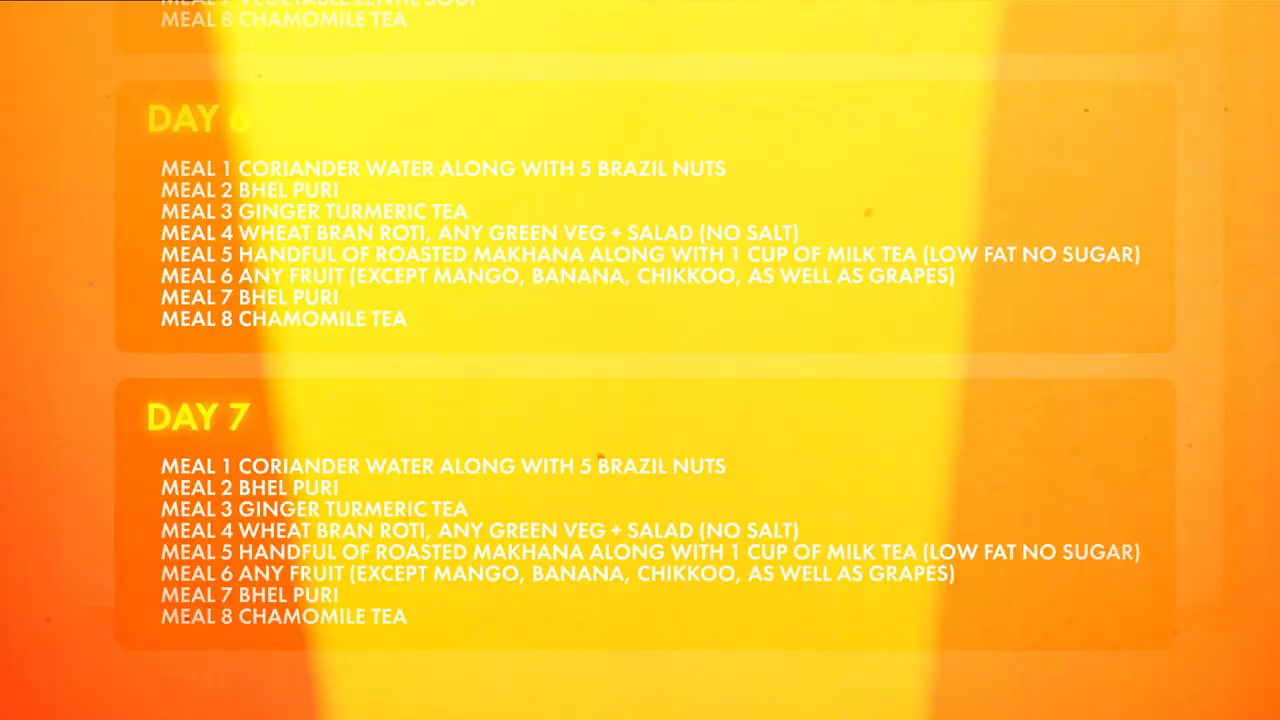 MEAL 7 VEGETABLE LENTIL SOUP
MEAL 8 CHAMOMILE TEA
DAY 6
MEAL 1 CORIANDER WATER ALONG WITH 5 BRAZIL NUTS
MEAL 2 BHEL PURI
MEAL 3 GINGER TURMERIC TEA
MEAL 4 WHEAT BRAN ROTI, ANY GREEN VEG + SALAD (NO SALT)
MEAL 5 HANDFUL OF ROASTED MAKHANA ALONG WITH 1 CUP OF MILK TEA (LOW FAT NO SUGAR)
MEAL 6 ANY FRUIT (EXCEPT MANGO, BANANA, CHIKKOO, AS WELL AS GRAPES)
MEAL 7 BHEL PURI
MEAL 8 CHAMOMILE TEA
DAY 7
MEAL 1 CORIANDER WATER ALONG WITH 5 BRAZIL NUTS
MEAL 2 BHEL PURI
MEAL 3 GINGER TURMERIC TEA
MEAL 4 WHEAT BRAN ROTI, ANY GREEN VEG + SALAD (NO SALT)
MEAL 5 HANDFUL OF ROASTED MAKHANA ALONG WITH 1 CUP OF MILK TEA (LOW FAT NO SUGAR)
MEAL 6 ANY FRUIT (EXCEPT MANGO, BANANA, CHIKKOO, AS WELL AS GRAPES)
MEAL 7 BHEL PURI
MEAL 8 CHAMOMILE TEA